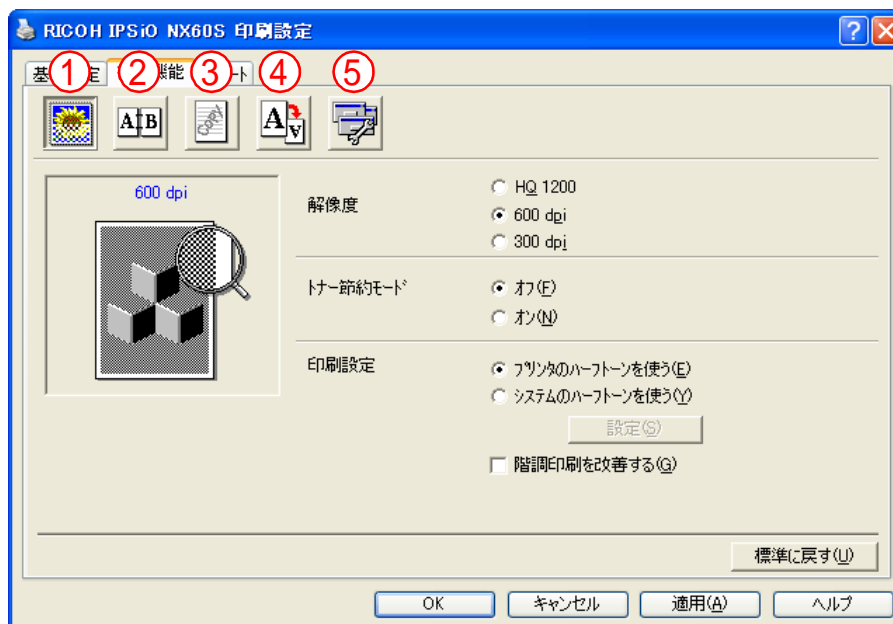 RICOH IPSiO NX60S 印刷設定
① ② ③ ④ ⑤
基 定 機能 ート
A B
copy
A A
600 dpi
解像度
HQ 1200
600 dpi
300 dpi
トナー節約モード
オフ(F)
オン(N)
印刷設定
プリンタのハーフトーンを使う(E)
システムのハーフトーンを使う(Y)
設定(S)
階調印刷を改善する(G)
標準に戻す(U)
OK キャンセル 適用(A) ヘルプ